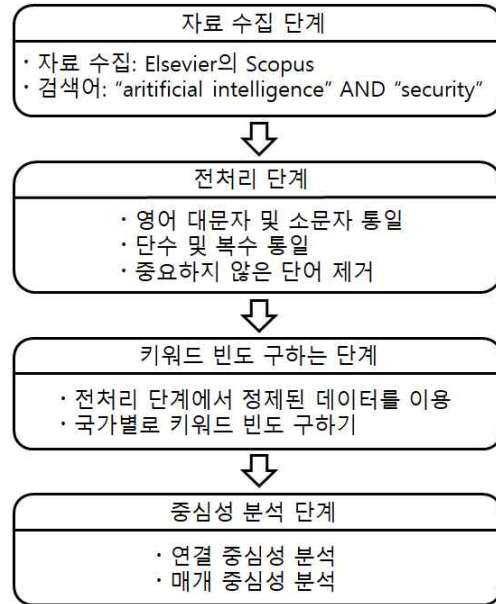 자료 수집 단계
· 자료 수집: Elsevier의 Scopus
· 검색어: “aritificial intelligence” AND “security”
전처리 단계
· 영어 대문자 및 소문자 통일
· 단수 및 복수 통일
· 중요하지 않은 단어 제거
키워드 빈도 구하는 단계
· 전처리 단계에서 정제된 데이터를 이용
· 국가별로 키워드 빈도 구하기
중심성 분석 단계
· 연결 중심성 분석
· 매개 중심성 분석